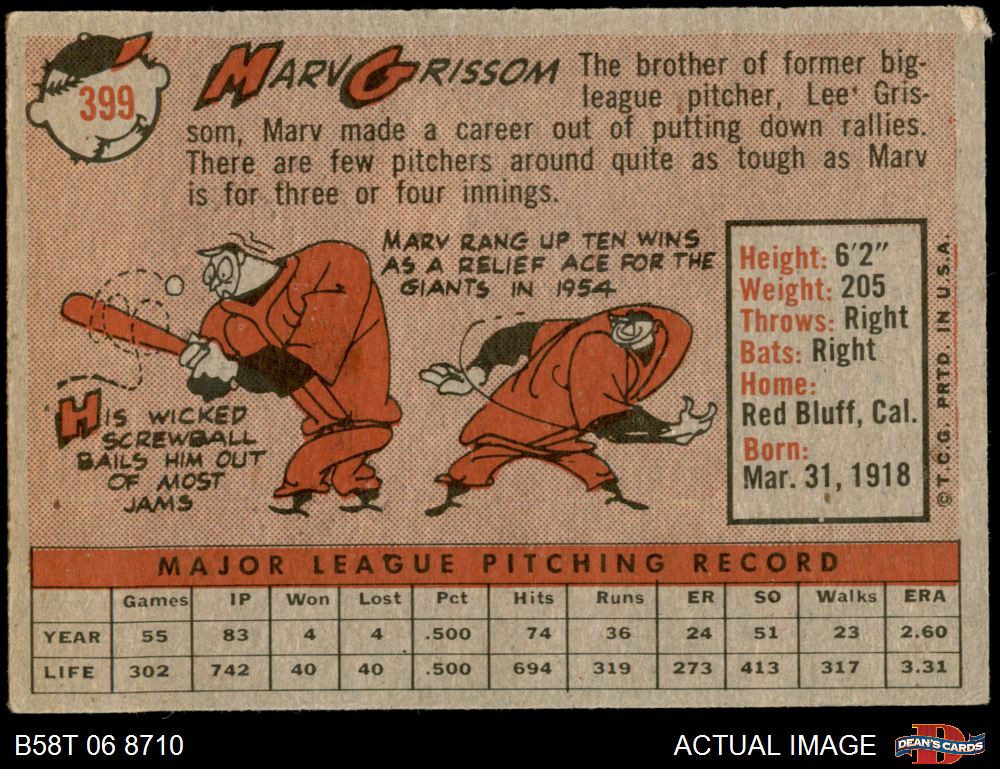 399
MARV GRISSOM
The brother of former big-
league pitcher, Lee Gris-
som, Marv made a career out of putting down rallies.
There are few pitchers around quite as tough as Marv
is for three or four innings.
MARV RANG UP TEN WINS
AS A RELIEF ACE FOR THE
GIANTS IN 1954
HIS WICKED
SCREWBALL
BAILS HIM OUT
OF MOST
JAMS
Height: 6'2"
Weight: 205
Throws: Right
Bats: Right
Home:
Red Bluff, Cal.
Born:
Mar. 31, 1918
© T.C.G. PRTD. IN U.S.A.
MAJOR LEAGUE PITCHING RECORD
Games IP Won Lost Pct Hits Runs ER SO Walks ERA
YEAR 55 83 4 4 .500 74 36 24 51 23 2.60
LIFE 302 742 40 40 .500 694 319 273 413 317 3.31
B58T 06 8710 ACTUAL IMAGE DEAN'S CARDS